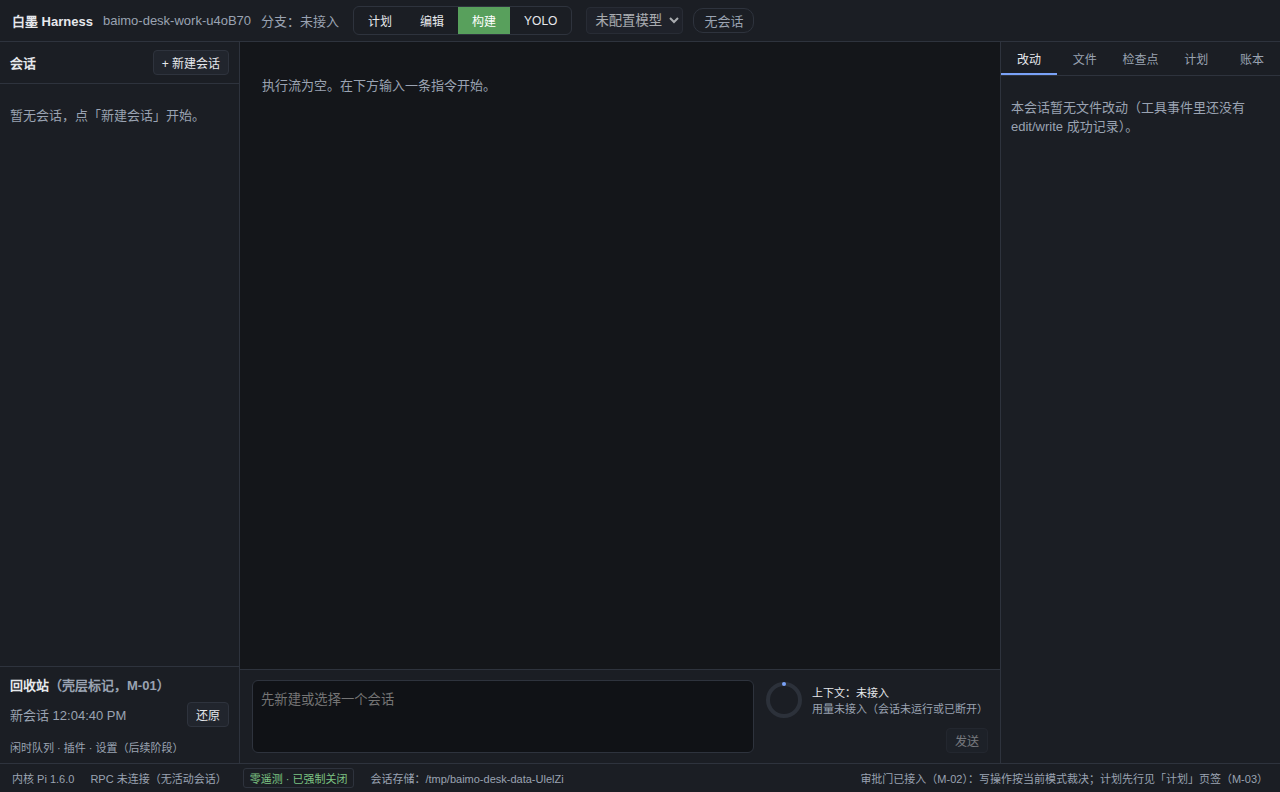 白墨 Harness baimo-desk-work-u4oB70 分支：未接入 计划 编辑 构建 YOLO 未配置模型 无会话
会话 + 新建会话
暂无会话，点「新建会话」开始。
执行流为空。在下方输入一条指令开始。
改动 文件 检查点 计划 账本
本会话暂无文件改动（工具事件里还没有
edit/write 成功记录）。
回收站（壳层标记，M-01）
新会话 12:04:40 PM 还原
闲时队列 · 插件 · 设置（后续阶段）
先新建或选择一个会话
上下文：未接入
用量未接入（会话未运行或已断开）
发送
内核 Pi 1.6.0 RPC 未连接（无活动会话） 零遥测 · 已强制关闭 会话存储：/tmp/baimo-desk-data-UlelZi 审批门已接入（M-02）：写操作按当前模式裁决；计划先行见「计划」页签（M-03）